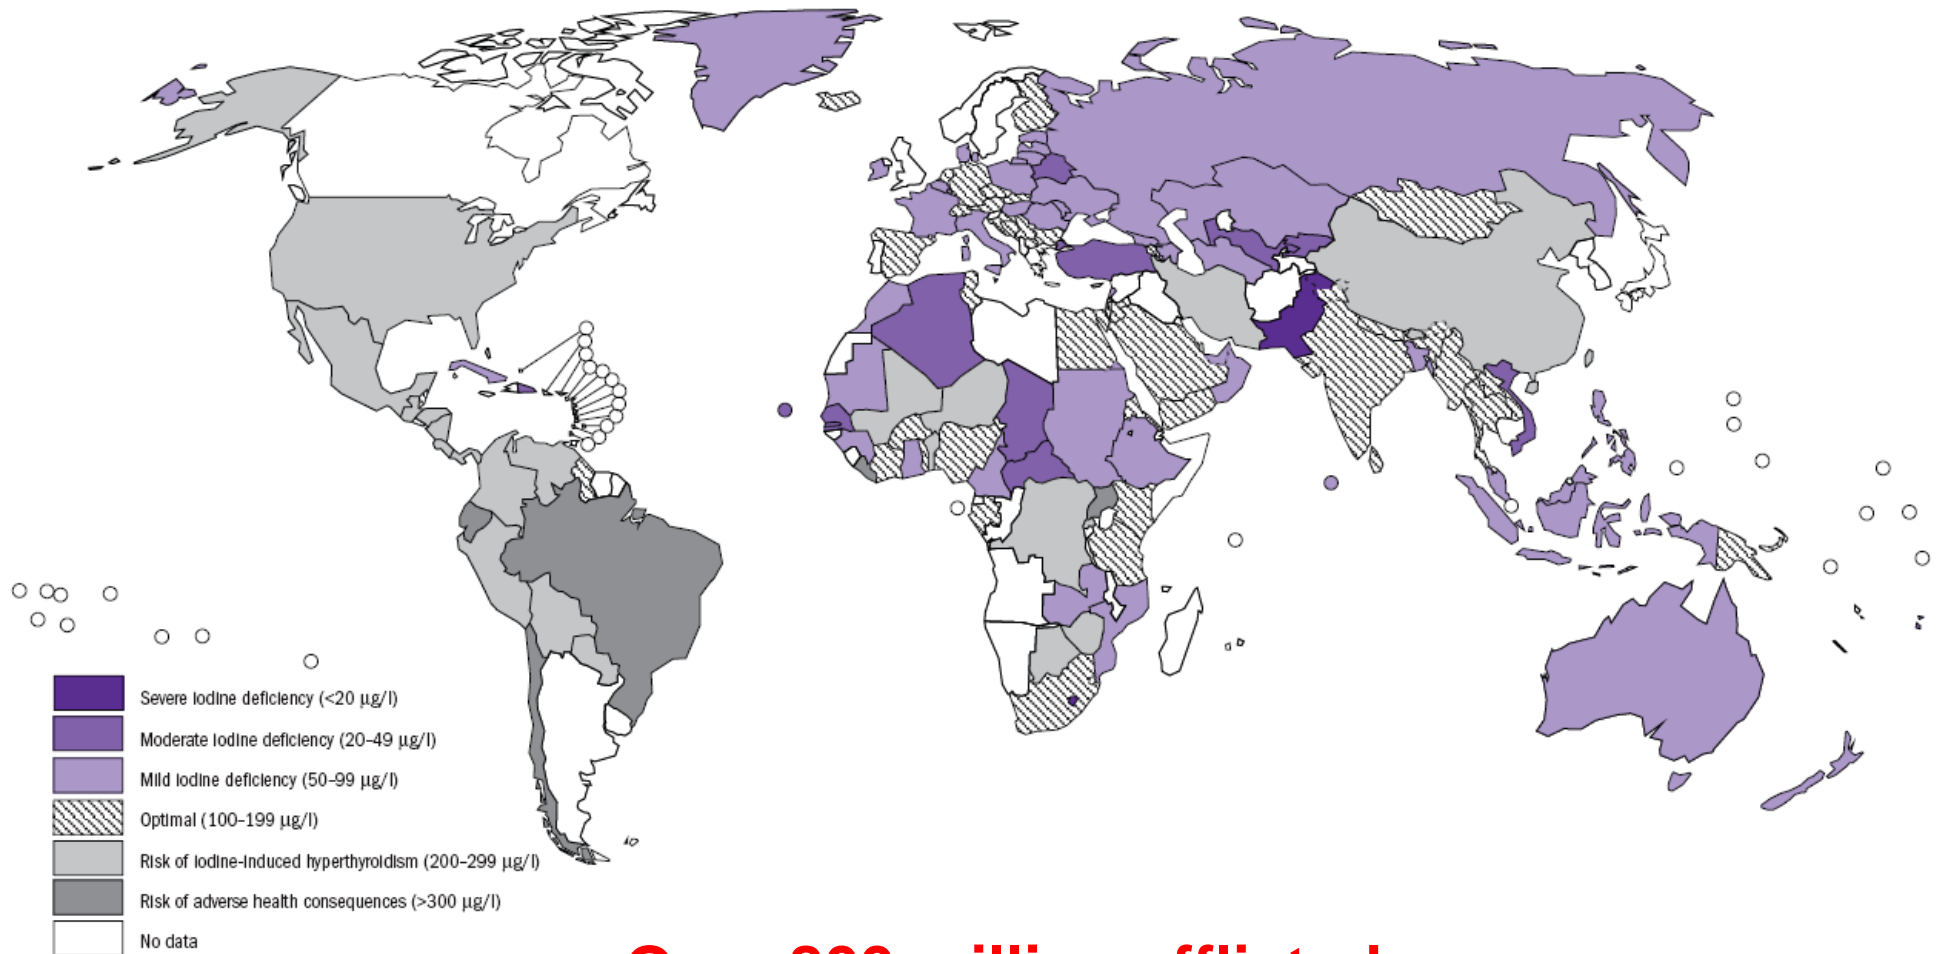 Severe iodine deficiency (<20 µg/l)
Moderate iodine deficiency (20–49 µg/l)
Mild iodine deficiency (50–99 µg/l)
Optimal (100–199 µg/l)
Risk of iodine-induced hyperthyroidism (200–299 µg/l)
Risk of adverse health consequences (>300 µg/l)
No data